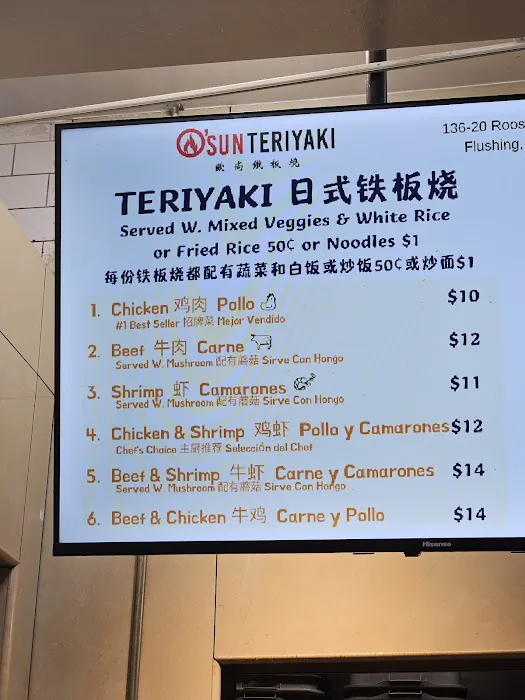 O'SUN TERIYAKI
歐尚鐵板燒
136-20 Roos
Flushing,
TERIYAKI 日式铁板烧
Served W. Mixed Veggies & White Rice
or Fried Rice 50¢ or Noodles $1
每份铁板烧都配有蔬菜和白饭或炒饭50¢或炒面$1
1. Chicken 鸡肉 Pollo $10
#1 Best Seller 招牌菜 Mejor Vendido
2. Beef 牛肉 Carne $12
Served W. Mushroom 配有蘑菇 Sirve Con Hongo
3. Shrimp 虾 Camarones $11
Served W. Mushroom 配有蘑菇 Sirve Con Hongo
4. Chicken & Shrimp 鸡虾 Pollo y Camarones $12
Chef's Choice 主厨推荐 Selección del Chef
5. Beef & Shrimp 牛虾 Carne y Camarones $14
Served W. Mushroom 配有蘑菇 Sirve Con Hongo
6. Beef & Chicken 牛鸡 Carne y Pollo $14
Hisense